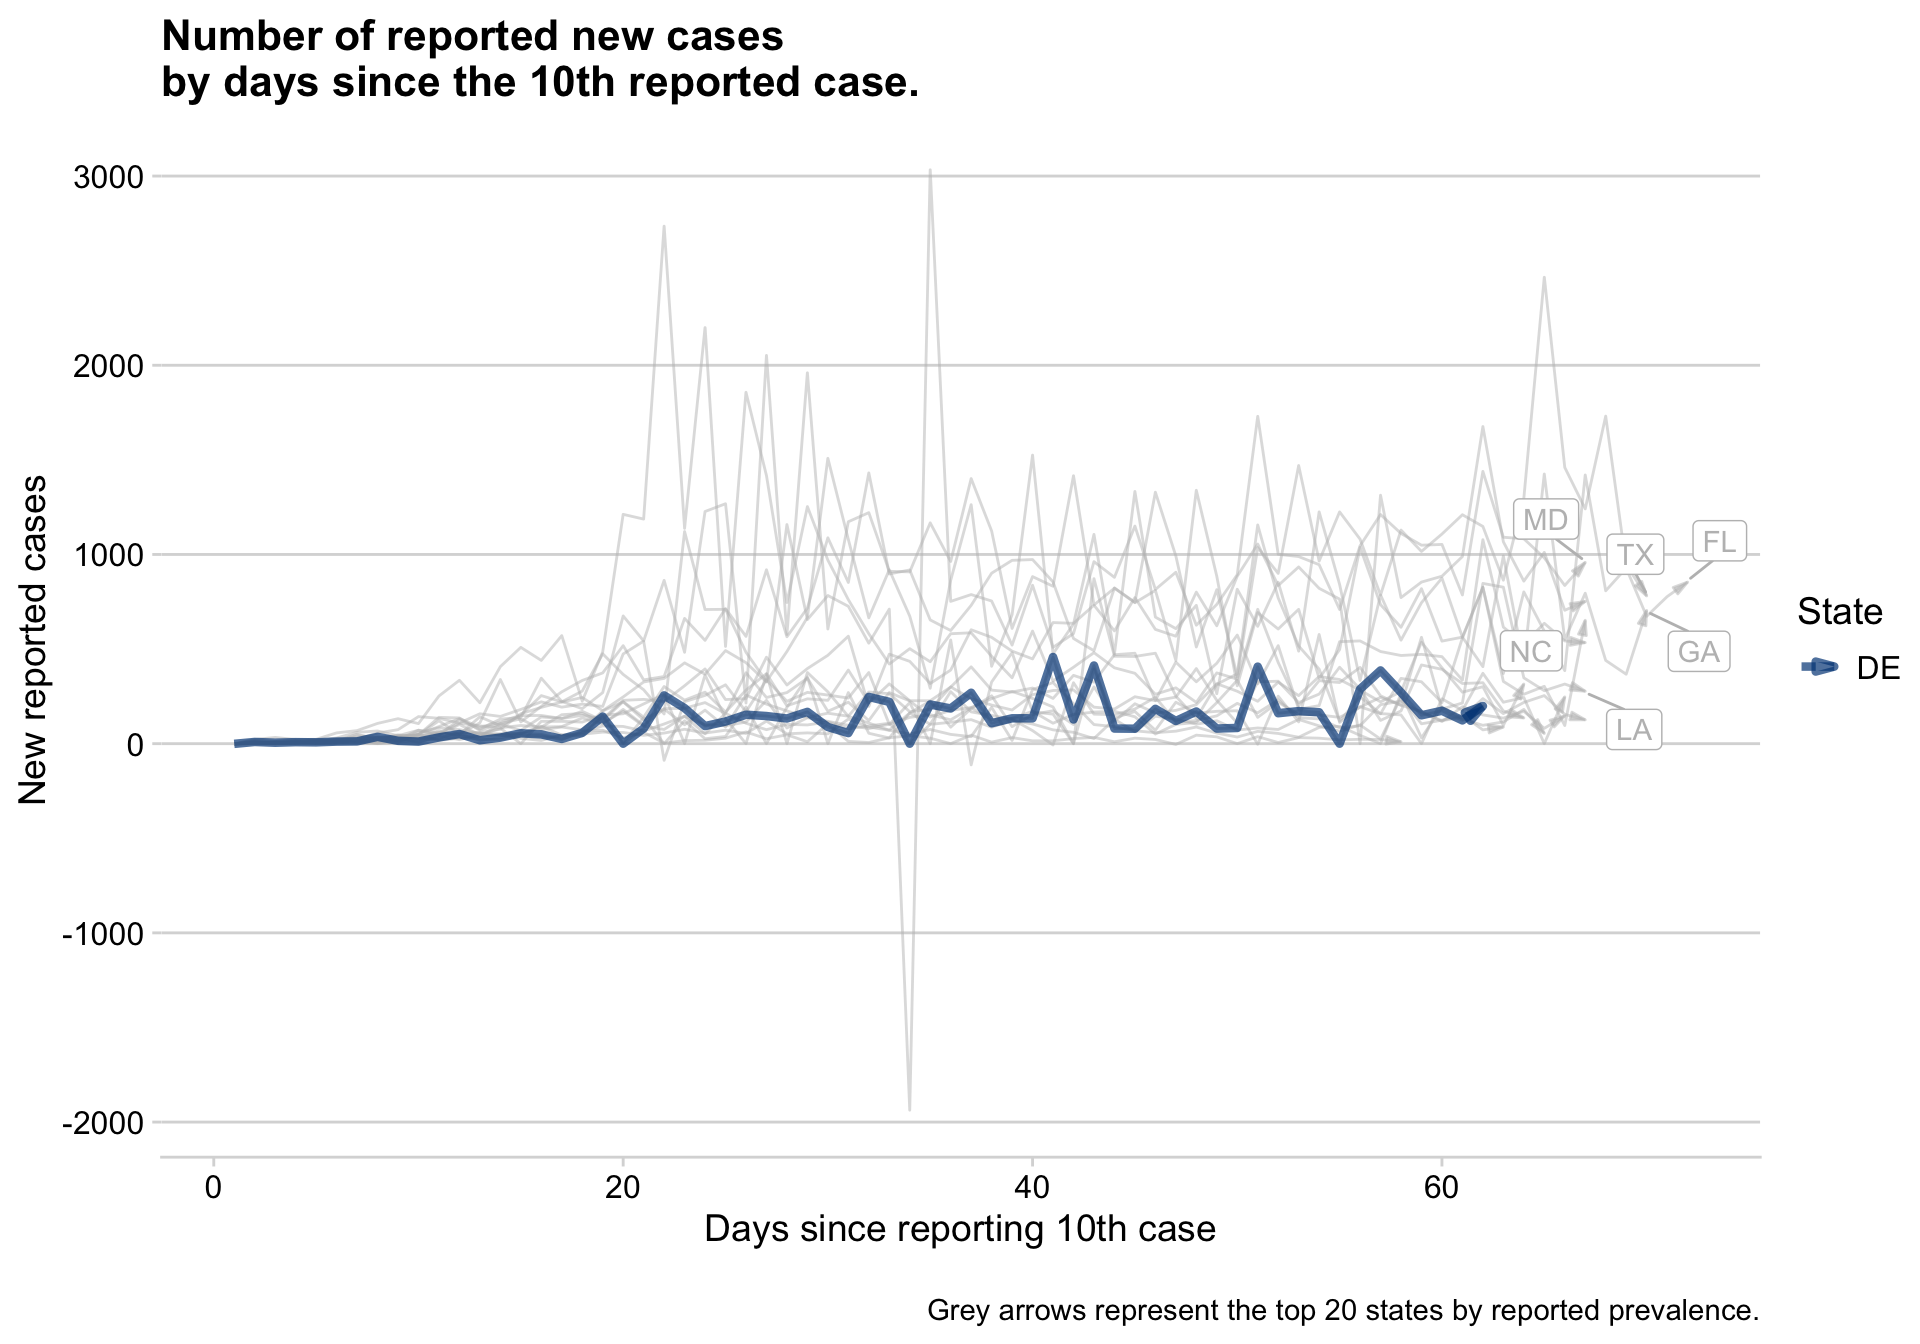 Number of reported new cases
by days since the 10th reported case.
3000
2000
1000
0
-1000
-2000
New reported cases
0
20
40
60
Days since reporting 10th case
MD
TX
FL
NC
GA
LA
State
DE
Grey arrows represent the top 20 states by reported prevalence.